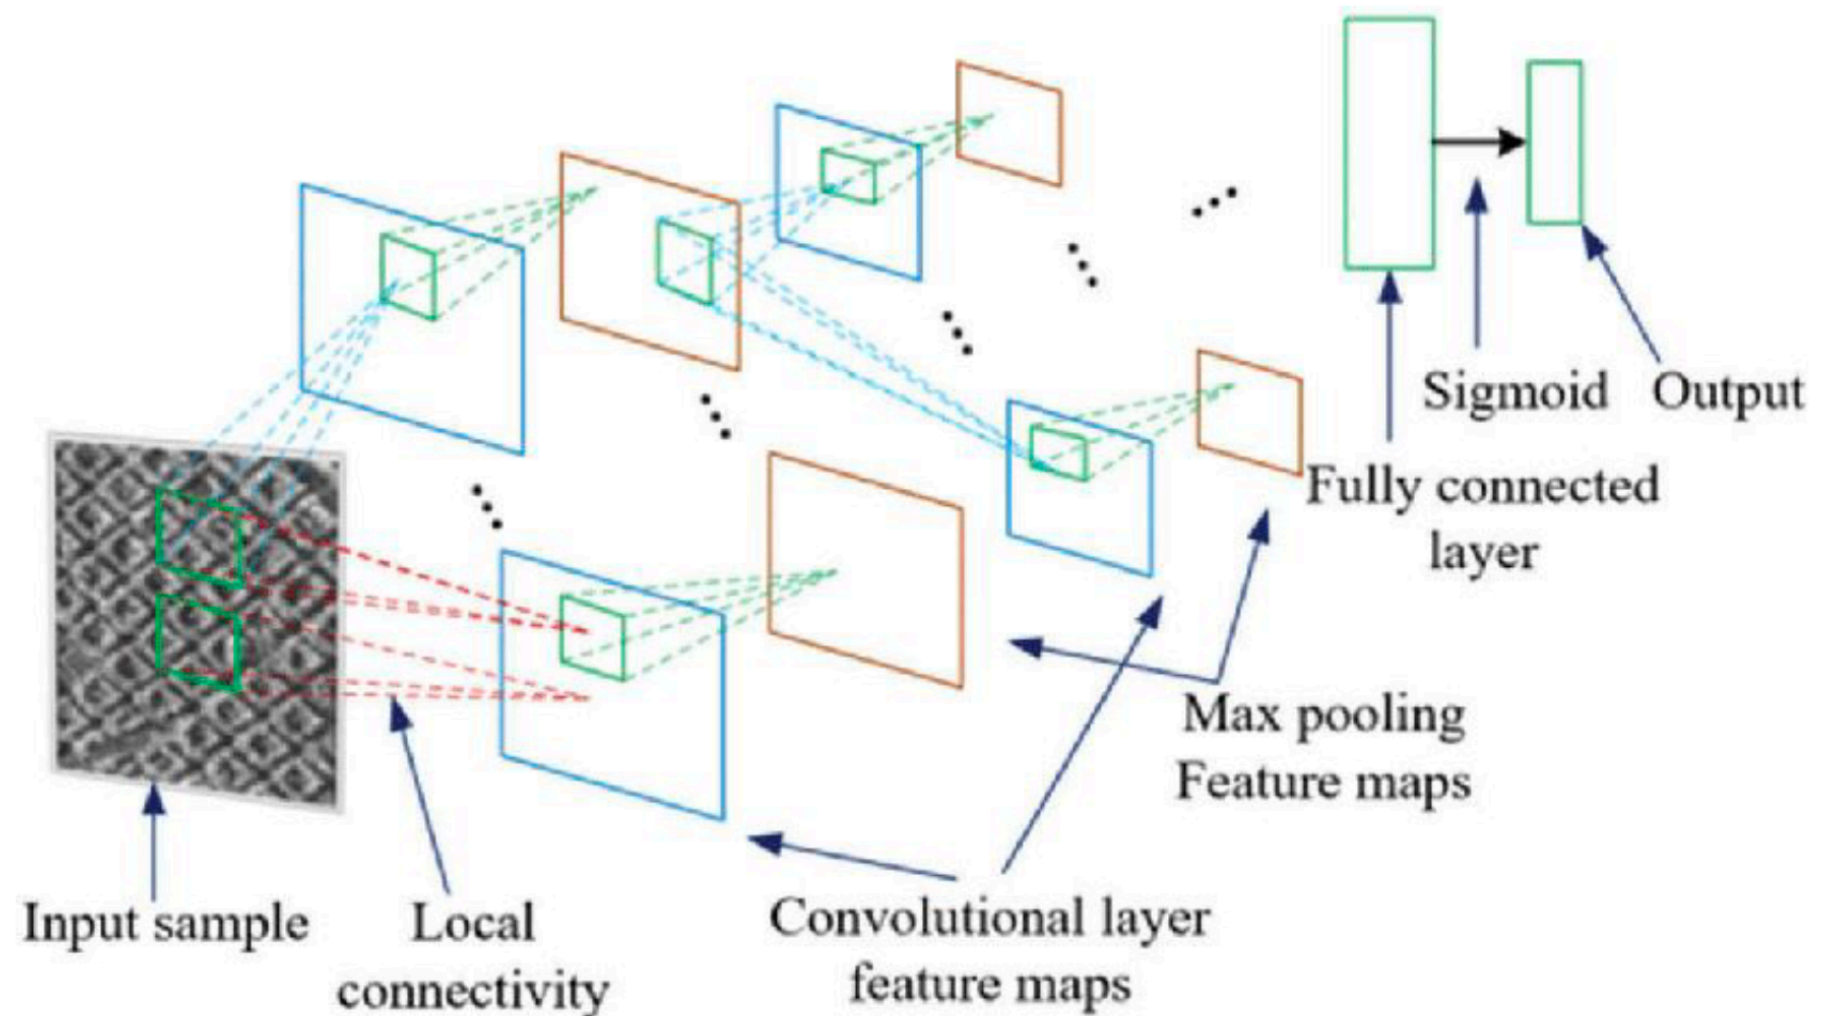 Sigmoid
Output
Fully connected
layer
Max pooling
Feature maps
Input sample
Local
connectivity
Convolutional layer
feature maps